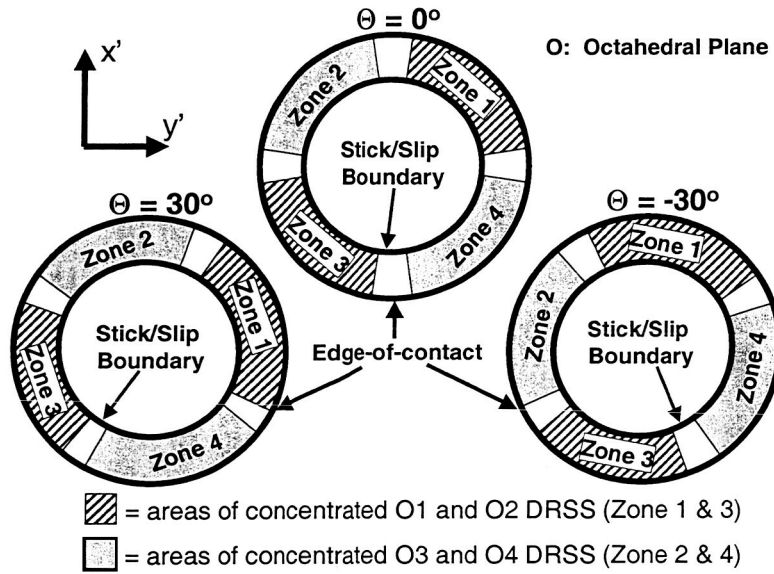 Θ = 0°
O: Octahedral Plane
x'
y'
Zone 2
Zone 1
Stick/Slip
Boundary
Zone 3
Zone 4
Θ = 30°
Zone 2
Zone 1
Stick/Slip
Boundary
Zone 3
Zone 4
Θ = -30°
Zone 1
Zone 2
Stick/Slip
Boundary
Zone 4
Zone 3
Edge-of-contact
= areas of concentrated O1 and O2 DRSS (Zone 1 & 3)
= areas of concentrated O3 and O4 DRSS (Zone 2 & 4)